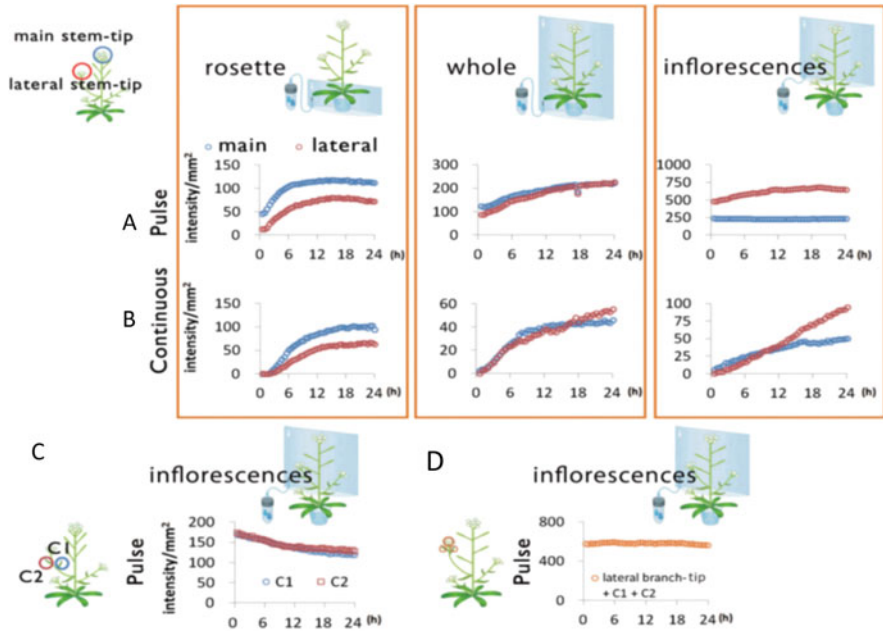 main stem-tip
lateral stem-tip
rosette
whole
inflorescences
main lateral
A
Pulse
intensity/mm²
150
100
50
0
0 6 12 18 24 (h)
300
200
100
0
0 6 12 18 24 (h)
1000
750
500
250
0
0 6 12 18 24 (h)
B
Continuous
intensity/mm²
150
100
50
0
0 6 12 18 24 (h)
60
40
20
0
0 6 12 18 24 (h)
100
75
50
25
0
0 6 12 18 24 (h)
C
inflorescences
C1
C2
Pulse
intensity/mm²
200
150
100
50
0
C1 C2
0 6 12 18 24 (h)
D
inflorescences
Pulse
800
600
400
200
0
lateral branch-tip
+ C1 + C2
0 6 12 18 24 (h)